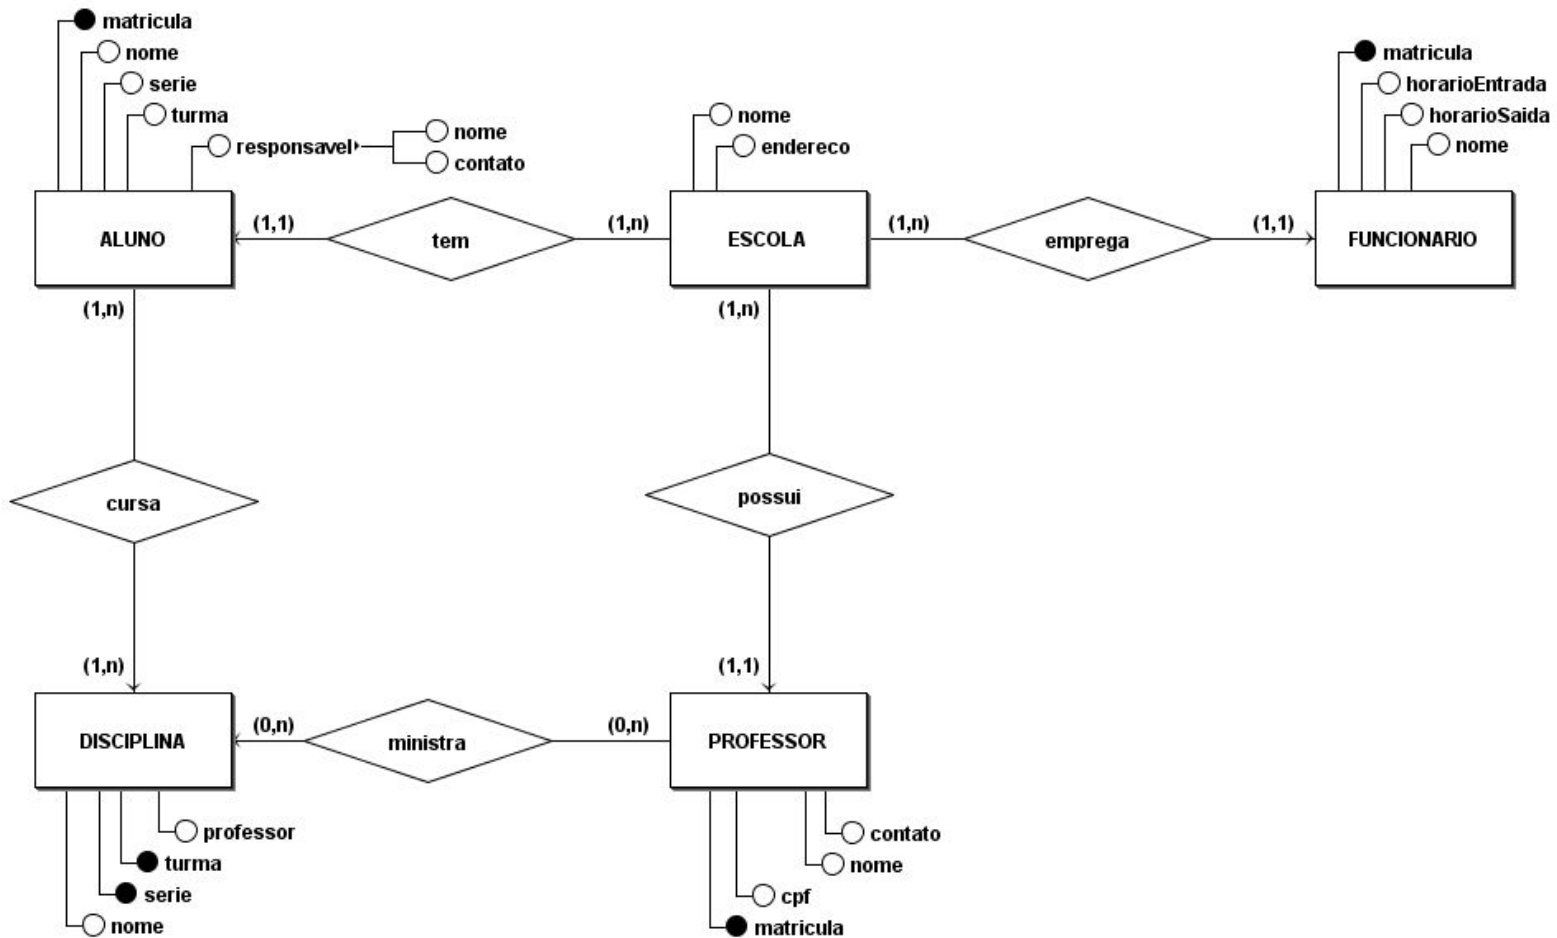 matricula
nome
serie
turma
responsavel
nome
contato
nome
endereco
matricula
horarioEntrada
horarioSaida
nome
ALUNO
(1,1)
tem
(1,n)
ESCOLA
(1,n)
emprega
(1,1)
FUNCIONARIO
(1,n)
(1,n)
cursa
possui
(1,n)
(1,1)
DISCIPLINA
(0,n)
ministra
(0,n)
PROFESSOR
professor
turma
serie
nome
contato
nome
cpf
matricula